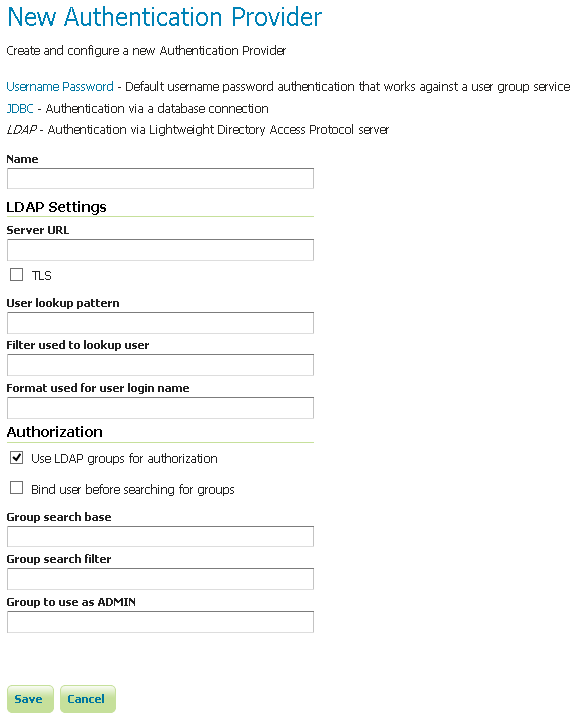 New Authentication Provider
Create and configure a new Authentication Provider
Username Password - Default username password authentication that works against a user group service
JDBC - Authentication via a database connection
LDAP - Authentication via Lightweight Directory Access Protocol server
Name
LDAP Settings
Server URL
TLS
User lookup pattern
Filter used to lookup user
Format used for user login name
Authorization
Use LDAP groups for authorization
Bind user before searching for groups
Group search base
Group search filter
Group to use as ADMIN
Save Cancel